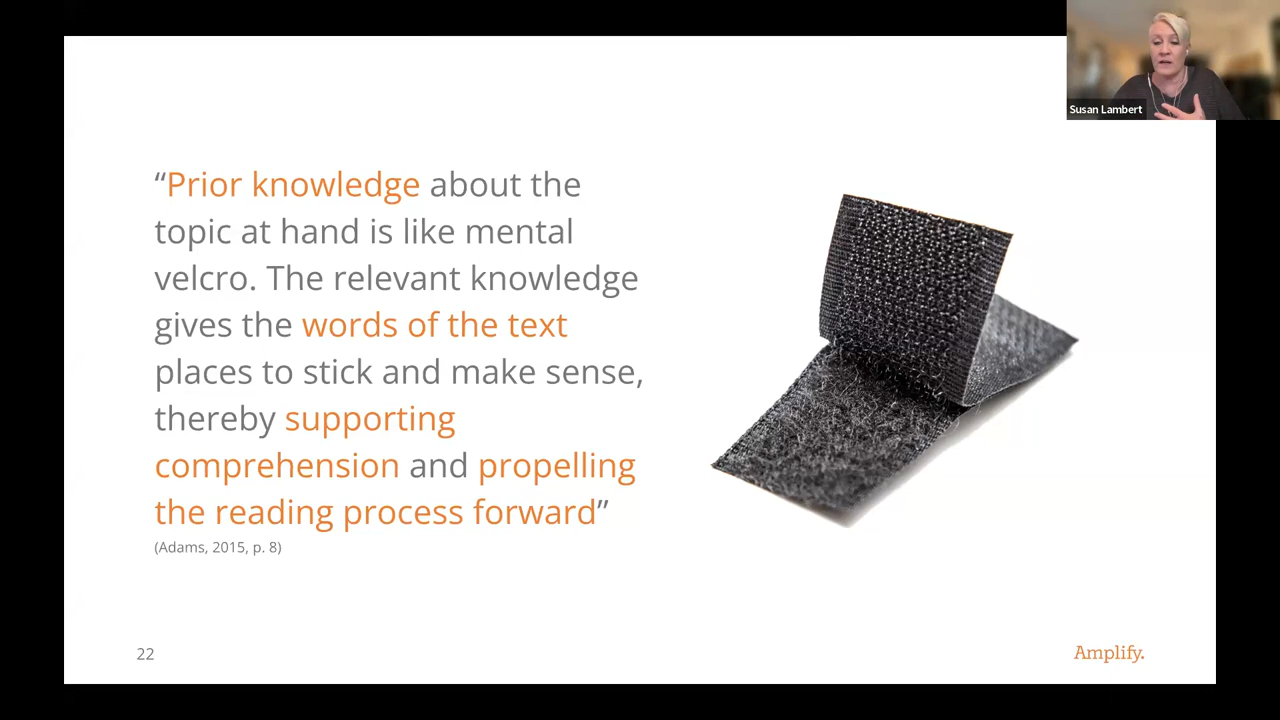 Susan Lambert
“Prior knowledge about the
topic at hand is like mental
velcro. The relevant knowledge
gives the words of the text
places to stick and make sense,
thereby supporting
comprehension and propelling
the reading process forward”
(Adams, 2015, p. 8)
22
Amplify.